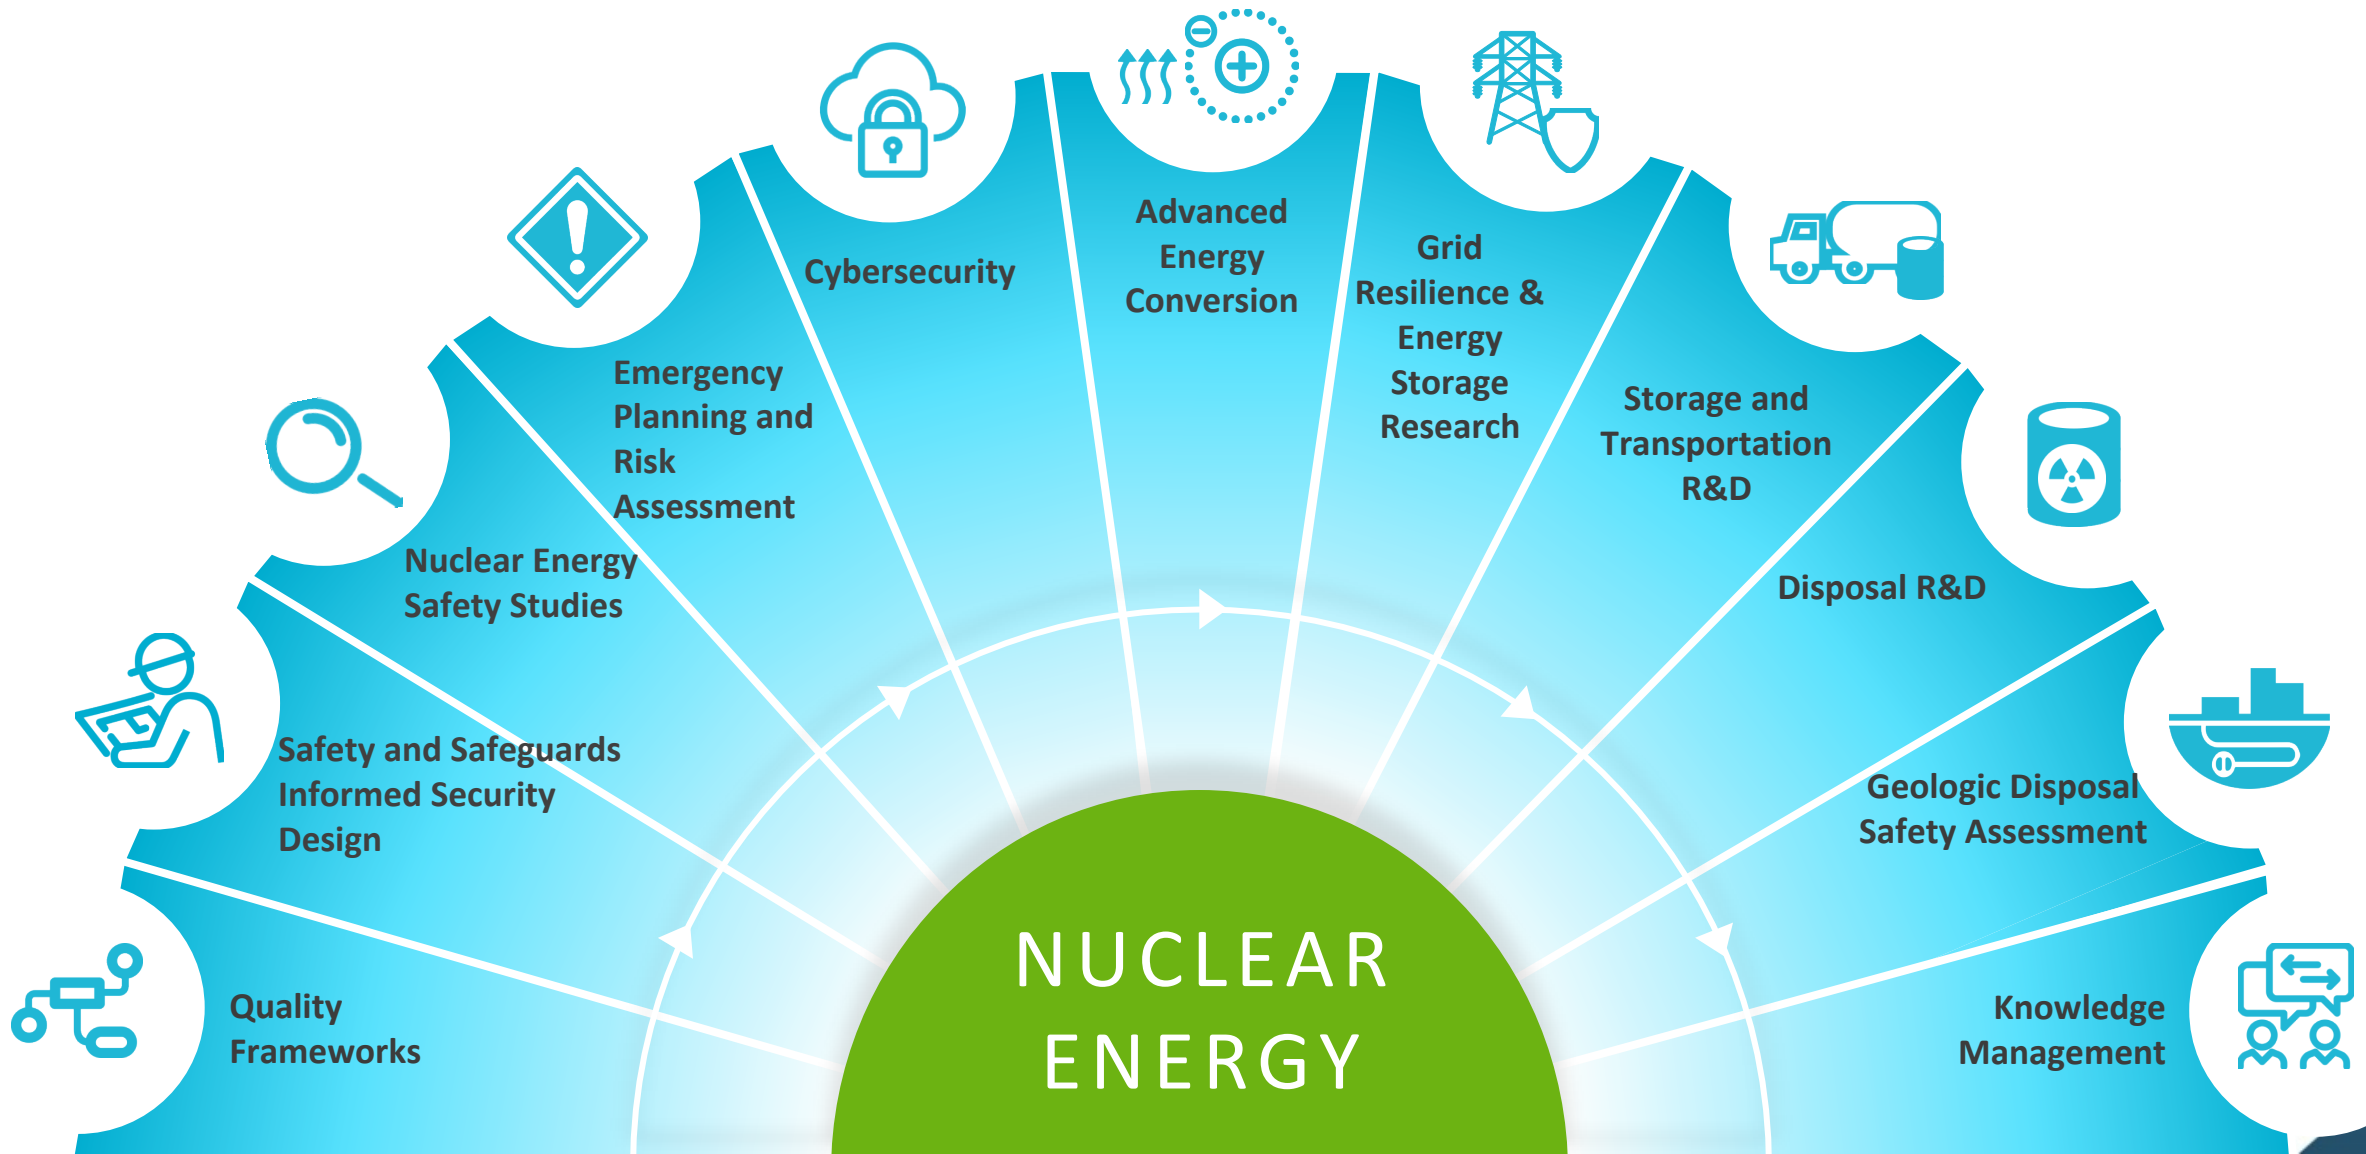 Quality
Frameworks
Safety and Safeguards
Informed Security
Design
Nuclear Energy
Safety Studies
Emergency
Planning and
Risk
Assessment
Cybersecurity
Advanced
Energy
Conversion
Grid
Resilience &
Energy
Storage
Research
Storage and
Transportation
R&D
Disposal R&D
Geologic Disposal
Safety Assessment
Knowledge
Management
NUCLEAR
ENERGY